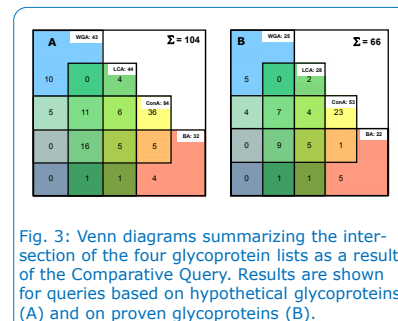 A WGA: 43 Σ = 104
LCA: 44
10 0 4
ConA: 84
5 11 6 36
BA: 32
0 16 5 5
0 1 1 4
B WGA: 25 Σ = 66
LCA: 28
5 0 2
ConA: 53
4 7 4 23
BA: 22
0 9 5 1
0 1 1 5
Fig. 3: Venn diagrams summarizing the inter-
section of the four glycoprotein lists as a result
of the Comparative Query. Results are shown
for queries based on hypothetical glycoproteins
(A) and on proven glycoproteins (B).